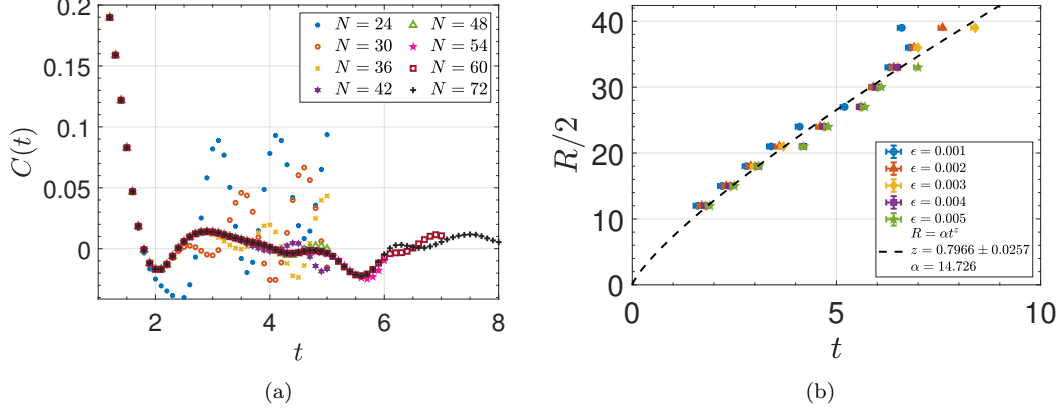 0.2
0.15
0.1
0.05
0
C(t)
2
4
6
8
t
N = 24
N = 30
N = 36
N = 42
N = 48
N = 54
N = 60
N = 72
(a)
40
30
20
10
0
R/2
0
5
10
t
ϵ = 0.001
ϵ = 0.002
ϵ = 0.003
ϵ = 0.004
ϵ = 0.005
R = αt^z
z = 0.7966 ± 0.0257
α = 14.726
(b)